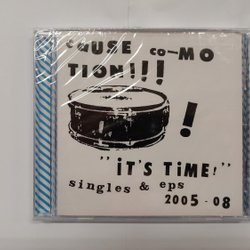 cause co-MO
TION!!!
!
"iT'S TiME!"
singles & eps
2005-08